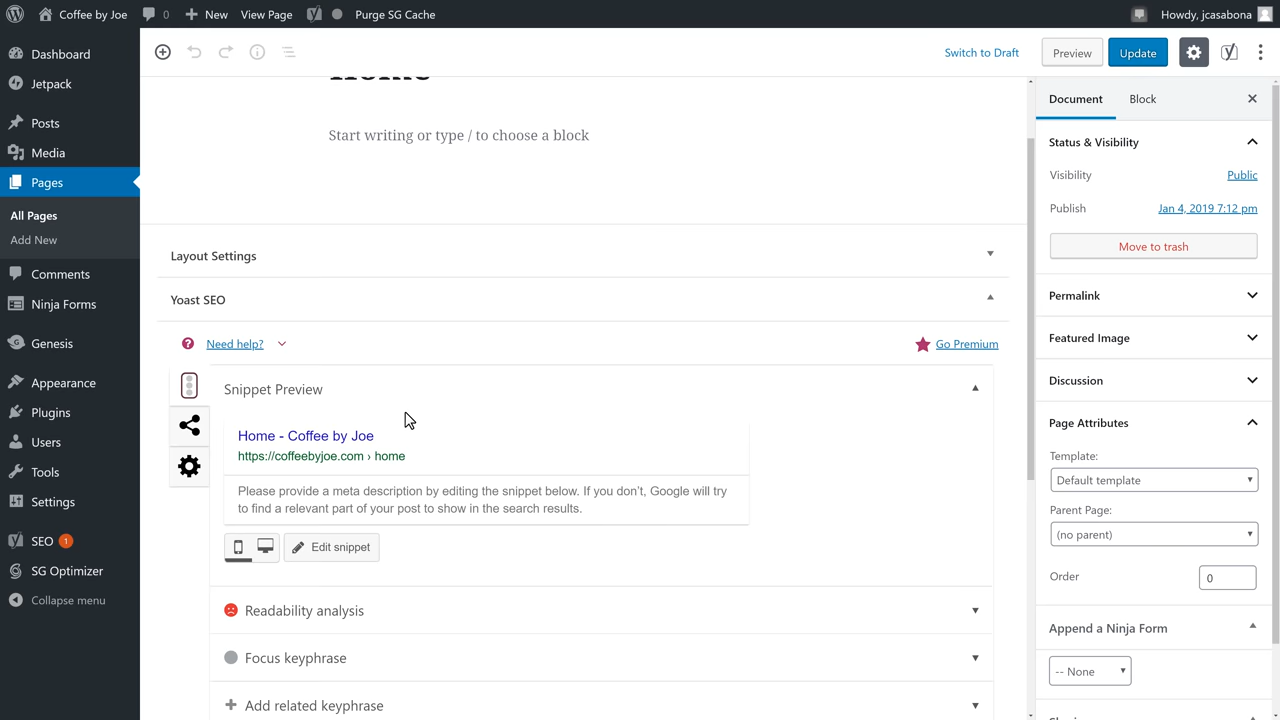 Coffee by Joe
0
New
View Page
Purge SG Cache
Howdy, jcasabona
Dashboard
Jetpack
Posts
Media
Pages
All Pages
Add New
Comments
Ninja Forms
Genesis
Appearance
Plugins
Users
Tools
Settings
SEO 1
SG Optimizer
Collapse menu
Switch to Draft
Preview
Update
Home
Start writing or type / to choose a block
Layout Settings
Yoast SEO
Need help?
Go Premium
Snippet Preview
Home - Coffee by Joe
https://coffeebyjoe.com › home
Please provide a meta description by editing the snippet below. If you don’t, Google will try
to find a relevant part of your post to show in the search results.
Edit snippet
Readability analysis
Focus keyphrase
Add related keyphrase
Document
Block
Status & Visibility
Visibility
Public
Publish
Jan 4, 2019 7:12 pm
Move to trash
Permalink
Featured Image
Discussion
Page Attributes
Template:
Default template
Parent Page:
(no parent)
Order
0
Append a Ninja Form
-- None